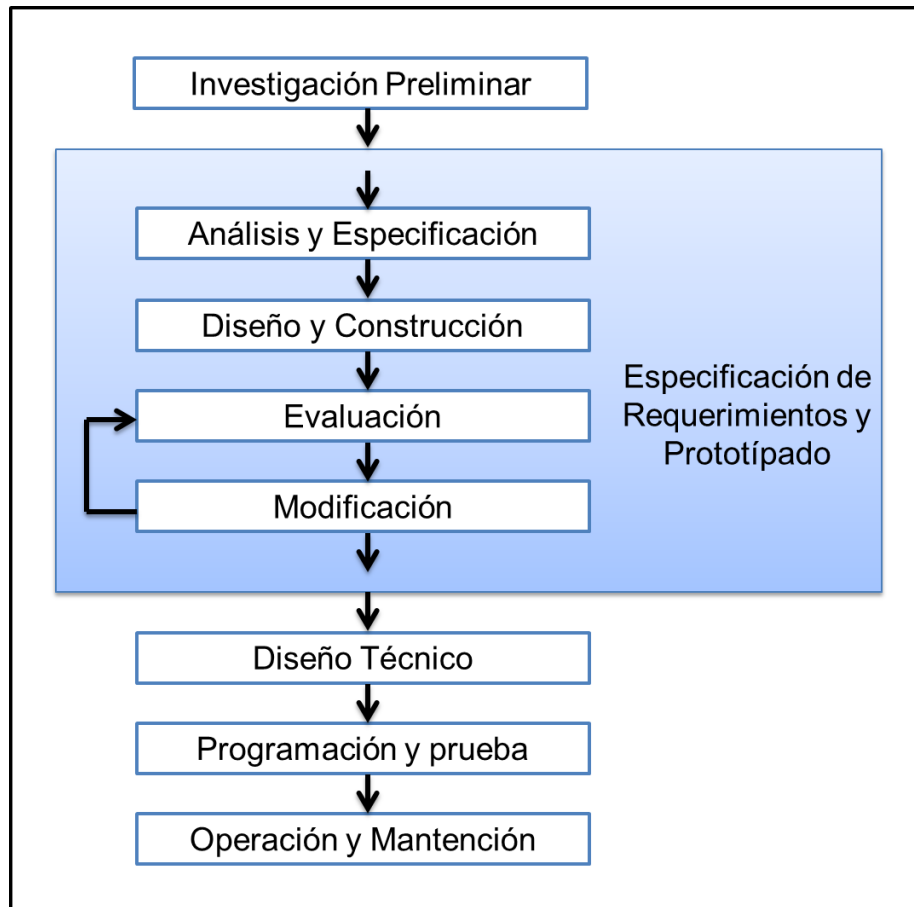 Investigación Preliminar
Análisis y Especificación
Diseño y Construcción
Evaluación
Modificación
Especificación de
Requerimientos y
Prototípado
Diseño Técnico
Programación y prueba
Operación y Mantención